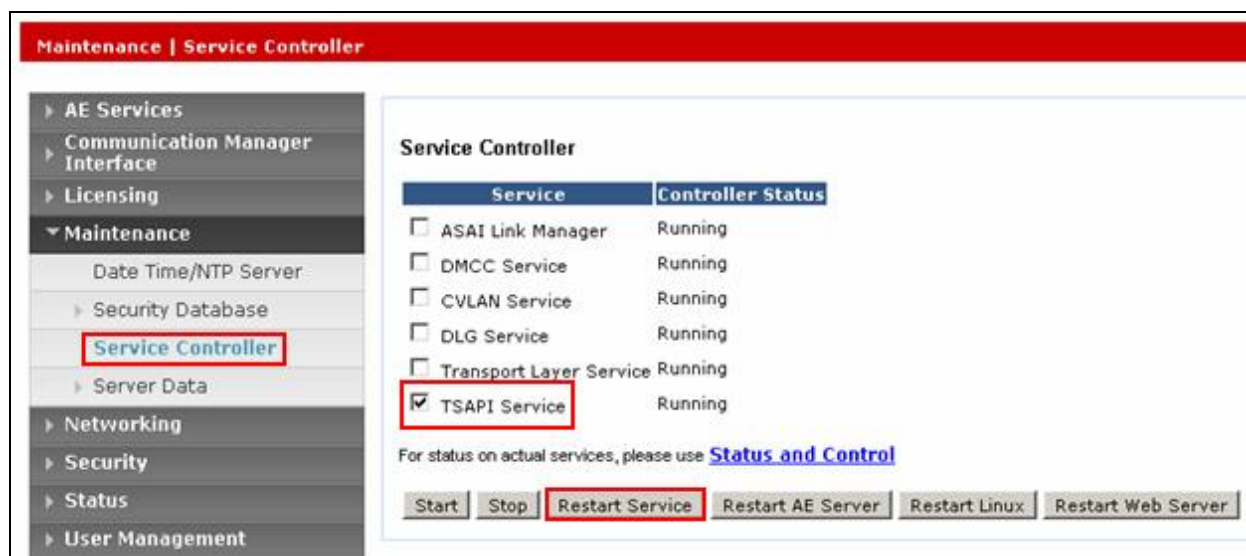 Maintenance | Service Controller
AE Services
Communication Manager
Interface
Licensing
Maintenance
Date Time/NTP Server
Security Database
Service Controller
Server Data
Networking
Security
Status
User Management
Service Controller
Service Controller Status
ASAI Link Manager Running
DMCC Service Running
CVLAN Service Running
DLG Service Running
Transport Layer Service Running
TSAPI Service Running
For status on actual services, please use Status and Control
Start Stop Restart Service Restart AE Server Restart Linux Restart Web Server